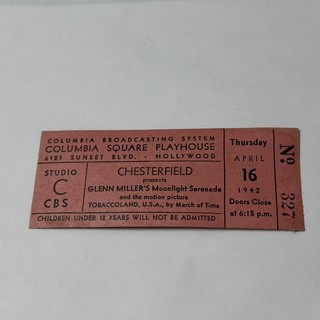 COLUMBIA BROADCASTING SYSTEM
COLUMBIA SQUARE PLAYHOUSE
6121 SUNSET BLVD. - HOLLYWOOD
STUDIO
C
CBS
CHESTERFIELD
presents
GLENN MILLER'S Moonlight Serenade
and the motion picture
TOBACCOLAND, U.S.A., by March of Time
CHILDREN UNDER 12 YEARS WILL NOT BE ADMITTED
Thursday
APRIL
16
1942
Doors Close
at 6:15 p.m.
No. 327